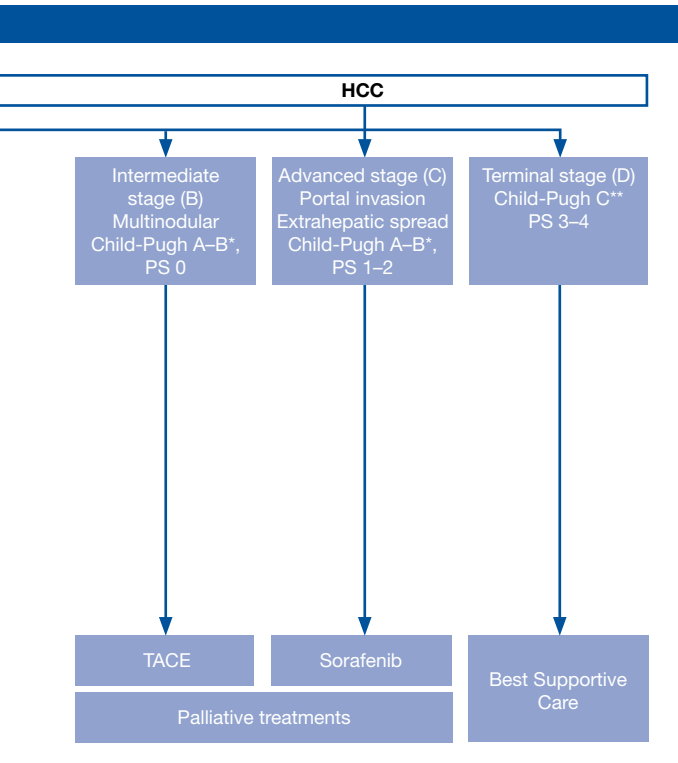 HCC
Intermediate
stage (B)
Multinodular
Child-Pugh A–B*,
PS 0
Advanced stage (C)
Portal invasion
Extrahepatic spread
Child-Pugh A–B*,
PS 1–2
Terminal stage (D)
Child-Pugh C**
PS 3–4
TACE
Sorafenib
Best Supportive
Care
Palliative treatments